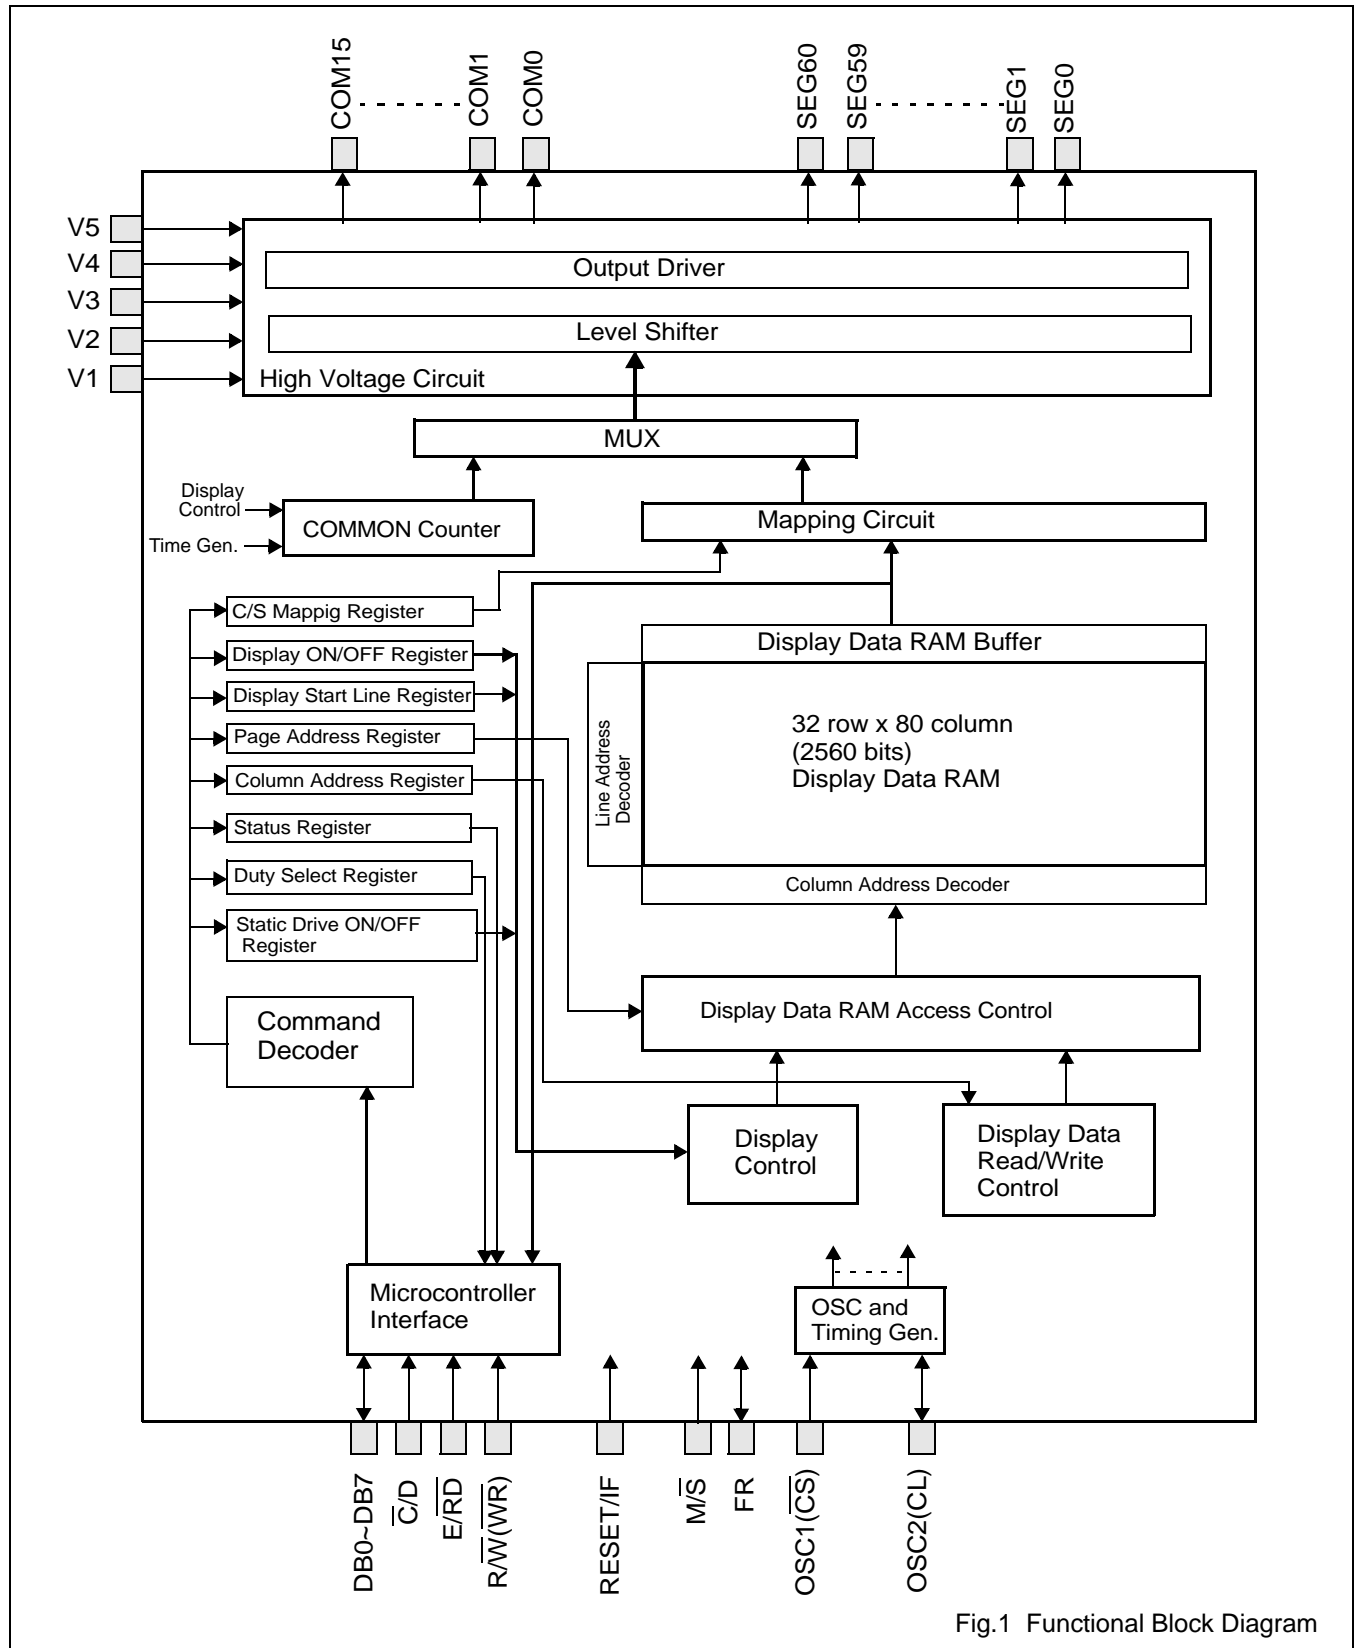 COM15
COM1
COM0
SEG60
SEG59
SEG1
SEG0
V5
V4
V3
V2
V1
Output Driver
Level Shifter
High Voltage Circuit
MUX
Display
Control
Time Gen.
COMMON Counter
Mapping Circuit
C/S Mappig Register
Display ON/OFF Register
Display Start Line Register
Page Address Register
Column Address Register
Status Register
Duty Select Register
Static Drive ON/OFF
Register
Display Data RAM Buffer
Line Address
Decoder
32 row x 80 column
(2560 bits)
Display Data RAM
Column Address Decoder
Display Data RAM Access Control
Command
Decoder
Display
Control
Display Data
Read/Write
Control
Microcontroller
Interface
OSC and
Timing Gen.
DB0~DB7
C̅/D
E/R̅D̅
R/W̅(W̅R̅)
RESET/IF
M/S̅
FR
OSC1(C̅S̅)
OSC2(CL)
Fig.1 Functional Block Diagram